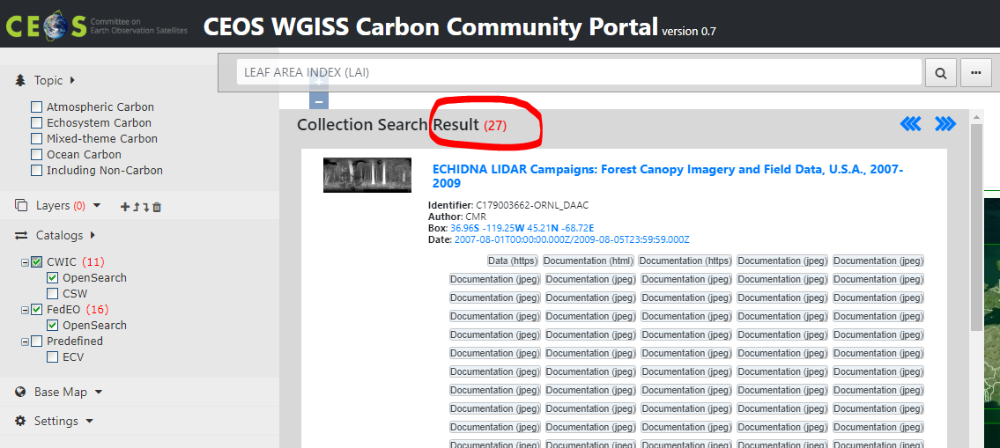 CEOS
Committee on
Earth Observation Satellites
CEOS WGISS Carbon Community Portal version 0.7
LEAF AREA INDEX (LAI)
Topic
Atmospheric Carbon
Echosystem Carbon
Mixed-theme Carbon
Ocean Carbon
Including Non-Carbon
Layers (0)
Catalogs
CWIC (11)
OpenSearch
CSW
FedEO (16)
OpenSearch
Predefined
ECV
Base Map
Settings
Collection Search Result (27)
ECHIDNA LIDAR Campaigns: Forest Canopy Imagery and Field Data, U.S.A., 2007-
2009
Identifier: C179003662-ORNL_DAAC
Author: CMR
Box: 36.96S -119.25W 45.21N -68.72E
Date: 2007-08-01T00:00:00.000Z/2009-08-05T23:59:59.000Z
Data (https) Documentation (html) Documentation (https) Documentation (jpeg) Documentation (jpeg)
Documentation (jpeg) Documentation (jpeg) Documentation (jpeg) Documentation (jpeg) Documentation (jpeg)
Documentation (jpeg) Documentation (jpeg) Documentation (jpeg) Documentation (jpeg) Documentation (jpeg)
Documentation (jpeg) Documentation (jpeg) Documentation (jpeg) Documentation (jpeg) Documentation (jpeg)
Documentation (jpeg) Documentation (jpeg) Documentation (jpeg) Documentation (jpeg) Documentation (jpeg)
Documentation (jpeg) Documentation (jpeg) Documentation (jpeg) Documentation (jpeg) Documentation (jpeg)
Documentation (jpeg) Documentation (jpeg) Documentation (jpeg) Documentation (jpeg) Documentation (jpeg)
Documentation (jpeg) Documentation (jpeg) Documentation (jpeg) Documentation (jpeg) Documentation (jpeg)
Documentation (jpeg) Documentation (jpeg) Documentation (jpeg) Documentation (jpeg) Documentation (jpeg)
Documentation (jpeg) Documentation (jpeg) Documentation (jpeg) Documentation (jpeg) Documentation (jpeg)
Documentation (jpeg) Documentation (jpeg) Documentation (jpeg) Documentation (jpeg) Documentation (jpeg)